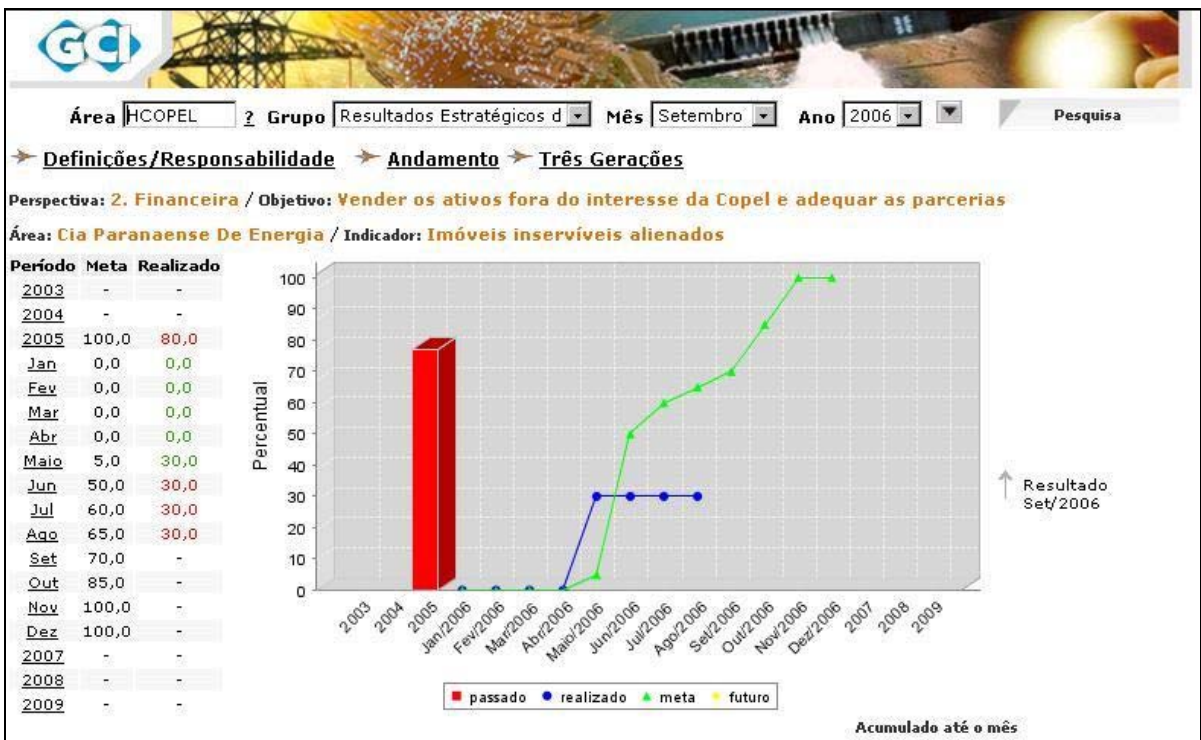 GCI
Área HCOPEL ? Grupo Resultados Estratégicos d Mês Setembro Ano 2006 Pesquisa
Definições/Responsabilidade Andamento Três Gerações
Perspectiva: 2. Financeira / Objetivo: Vender os ativos fora do interesse da Copel e adequar as parcerias
Área: Cia Paranaense De Energia / Indicador: Imóveis inservíveis alienados
Período Meta Realizado
2003 - -
2004 - -
2005 100,0 80,0
Jan 0,0 0,0
Fev 0,0 0,0
Mar 0,0 0,0
Abr 0,0 0,0
Maio 5,0 30,0
Jun 50,0 30,0
Jul 60,0 30,0
Ago 65,0 30,0
Set 70,0 -
Out 85,0 -
Nov 100,0 -
Dez 100,0 -
2007 - -
2008 - -
2009 - -
Percentual
100
90
80
70
60
50
40
30
20
10
0
2003 2004 2005 Jan/2006 Fev/2006 Mar/2006 Abr/2006 Maio/2006 Jun/2006 Jul/2006 Ago/2006 Set/2006 Out/2006 Nov/2006 Dez/2006 2007 2008 2009
passado realizado meta futuro
Resultado
Set/2006
Acumulado até o mês